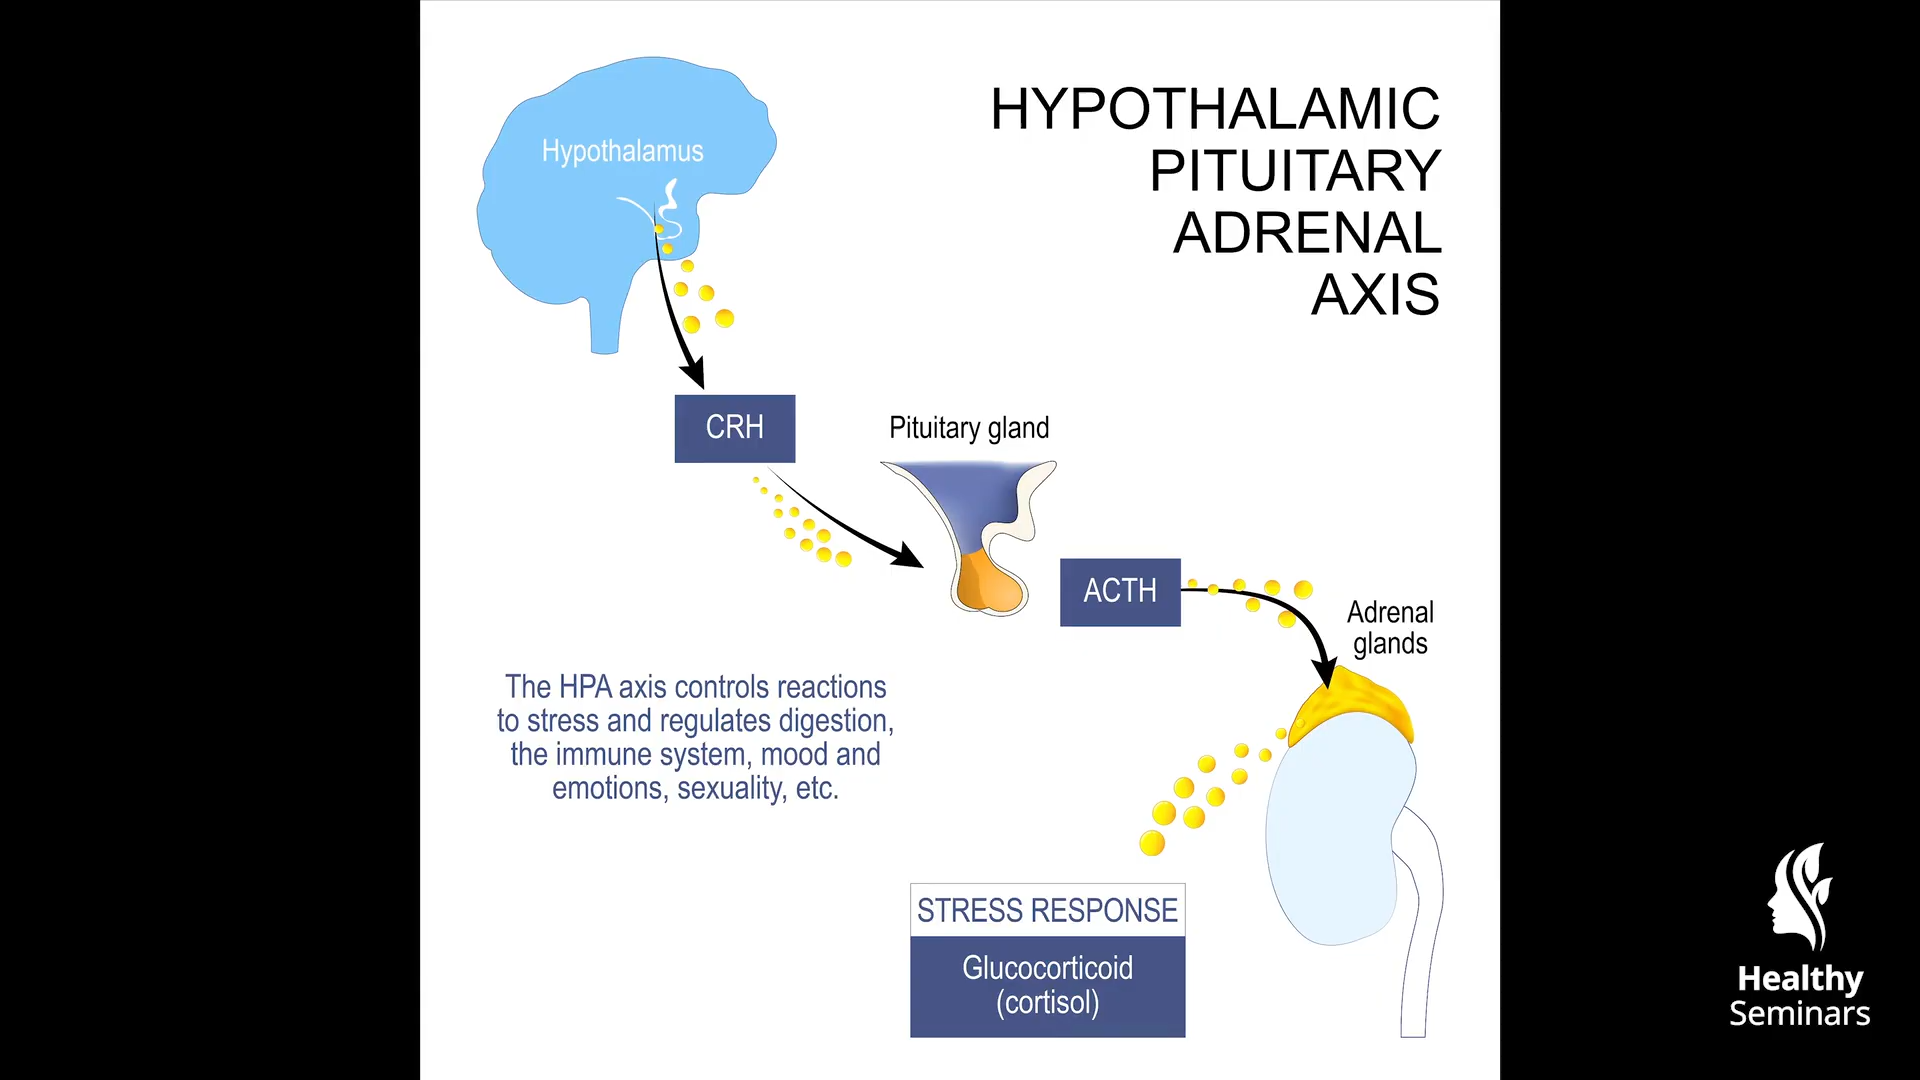 HYPOTHALAMIC
PITUITARY
ADRENAL
AXIS
Hypothalamus
CRH
Pituitary gland
ACTH
Adrenal
glands
The HPA axis controls reactions
to stress and regulates digestion,
the immune system, mood and
emotions, sexuality, etc.
STRESS RESPONSE
Glucocorticoid
(cortisol)
Healthy
Seminars